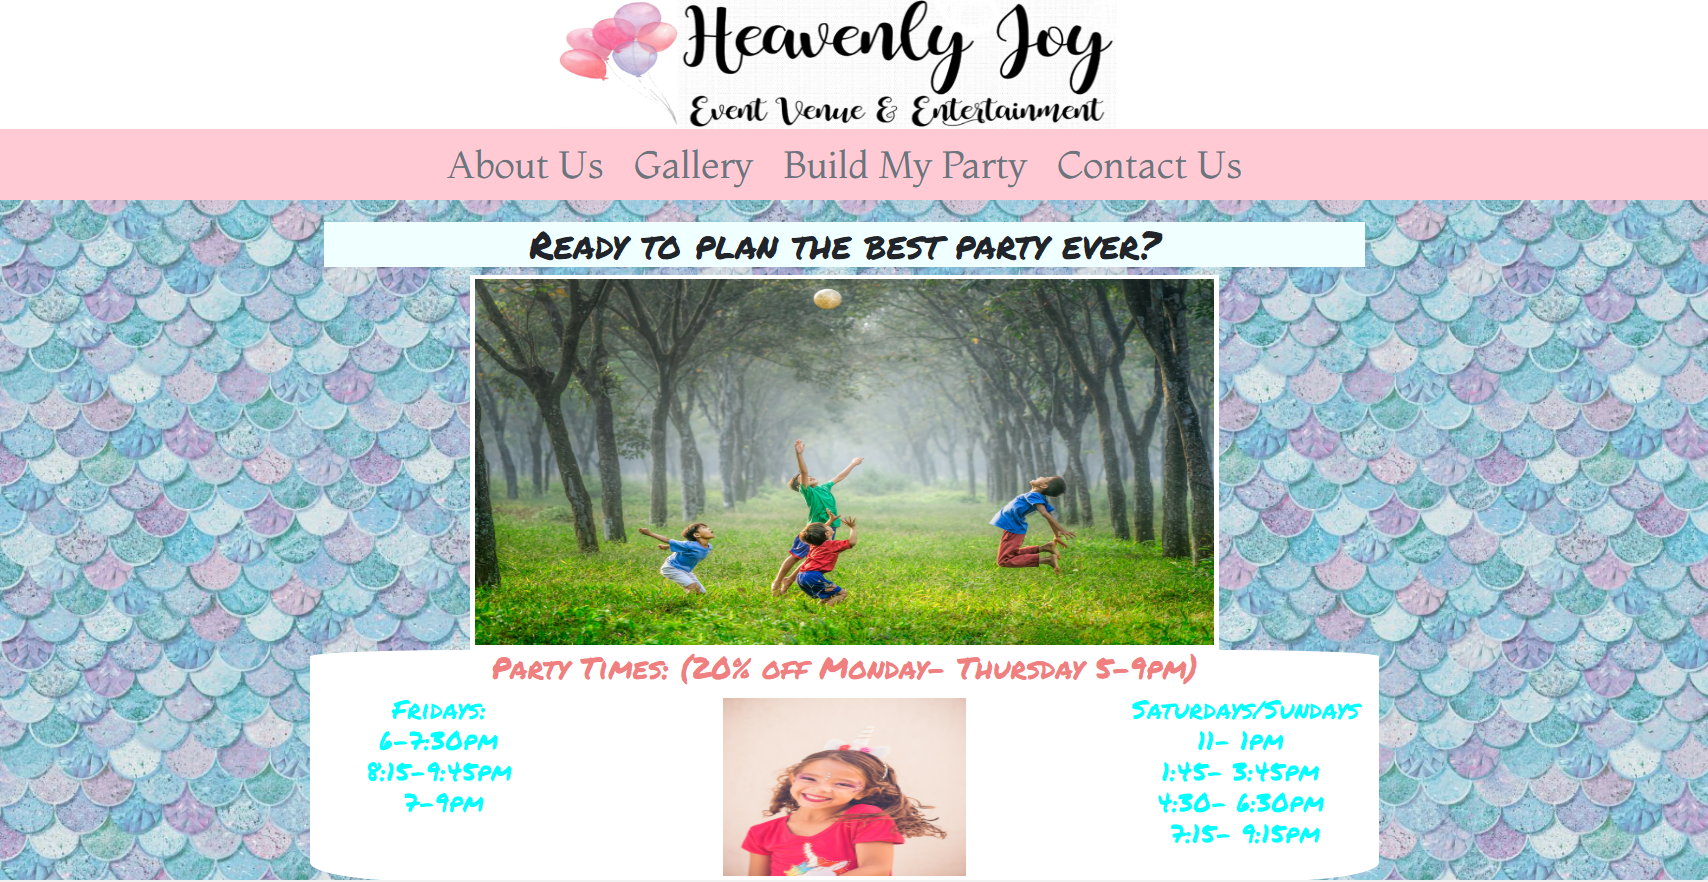 Heavenly Joy
Event Venue & Entertainment
About Us Gallery Build My Party Contact Us
Ready to plan the best party ever?
Party Times: (20% off Monday- Thursday 5-9pm)
Fridays:
6-7:30pm
8:15-9:45pm
7-9pm
Saturdays/Sundays
11- 1pm
1:45- 3:45pm
4:30- 6:30pm
7:15- 9:15pm